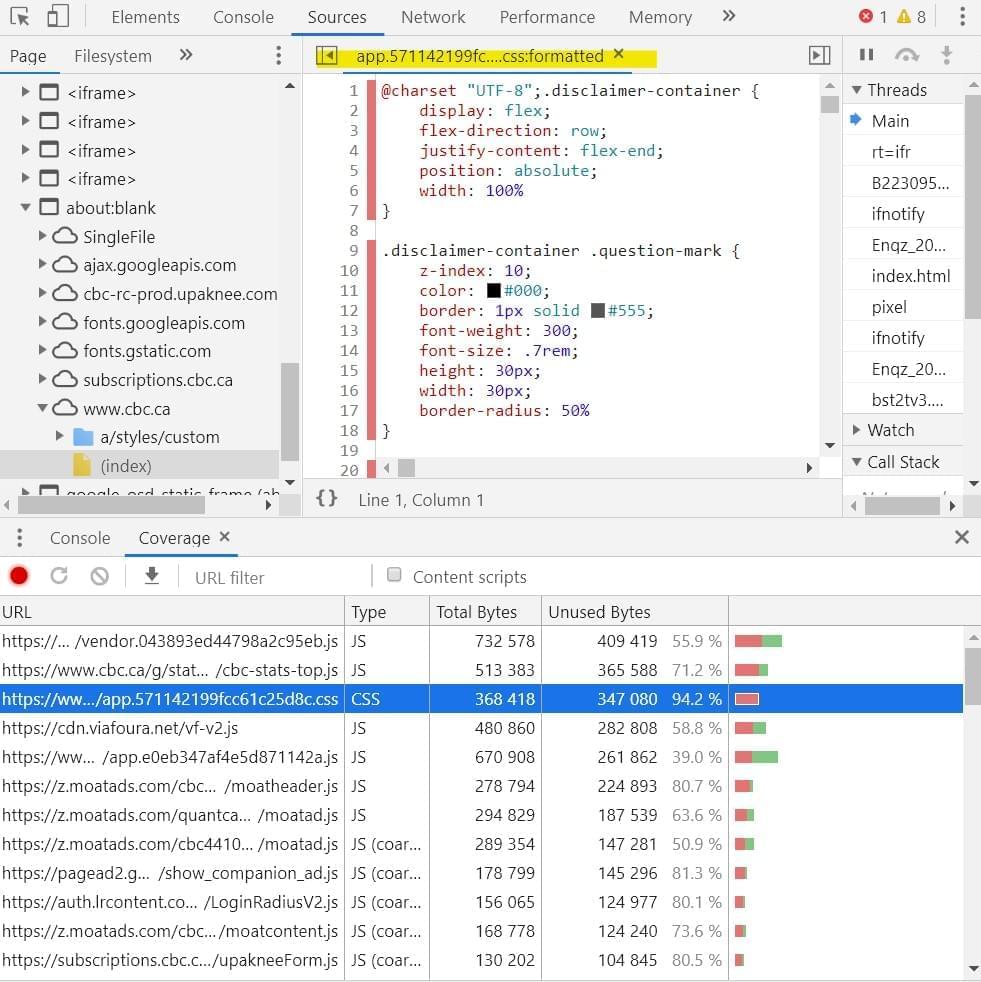 Elements Console Sources Network Performance Memory » 1 8
Page Filesystem » app.571142199fc....css:formatted ×
<iframe>
<iframe>
<iframe>
<iframe>
about:blank
SingleFile
ajax.googleapis.com
cbc-rc-prod.upaknee.com
fonts.googleapis.com
fonts.gstatic.com
subscriptions.cbc.ca
www.cbc.ca
a/styles/custom
(index)
1 @charset "UTF-8";.disclaimer-container {
2 display: flex;
3 flex-direction: row;
4 justify-content: flex-end;
5 position: absolute;
6 width: 100%
7 }
8
9 .disclaimer-container .question-mark {
10 z-index: 10;
11 color: #000;
12 border: 1px solid #555;
13 font-weight: 300;
14 font-size: .7rem;
15 height: 30px;
16 width: 30px;
17 border-radius: 50%
18 }
19
20
{} Line 1, Column 1
Threads
Main
rt=ifr
B223095...
ifnotify
Enqz_20...
index.html
pixel
ifnotify
Enqz_20...
bst2tv3....
Watch
Call Stack
Console Coverage ×
URL filter Content scripts
URL Type Total Bytes Unused Bytes
https://... /vendor.043893ed44798a2c95eb.js JS 732 578 409 419 55.9 %
https://www.cbc.ca/g/stat... /cbc-stats-top.js JS 513 383 365 588 71.2 %
https://ww.../app.571142199fcc61c25d8c.css CSS 368 418 347 080 94.2 %
https://cdn.viafoura.net/vf-v2.js JS 480 860 282 808 58.8 %
https://ww... /app.e0eb347af4e5d871142a.js JS 670 908 261 862 39.0 %
https://z.moatads.com/cbc... /moatheader.js JS 278 794 224 893 80.7 %
https://z.moatads.com/quantca... /moatad.js JS 294 829 187 539 63.6 %
https://z.moatads.com/cbc4410... /moatad.js JS (coar... 289 354 147 281 50.9 %
https://pagead2.g... /show_companion_ad.js JS (coar... 178 799 145 296 81.3 %
https://auth.lrcontent.co... /LoginRadiusV2.js JS (coar... 156 065 124 977 80.1 %
https://z.moatads.com/cbc.../moatcontent.js JS (coar... 168 778 124 240 73.6 %
https://subscriptions.cbc.c.../upakneeForm.js JS (coar... 130 202 104 845 80.5 %